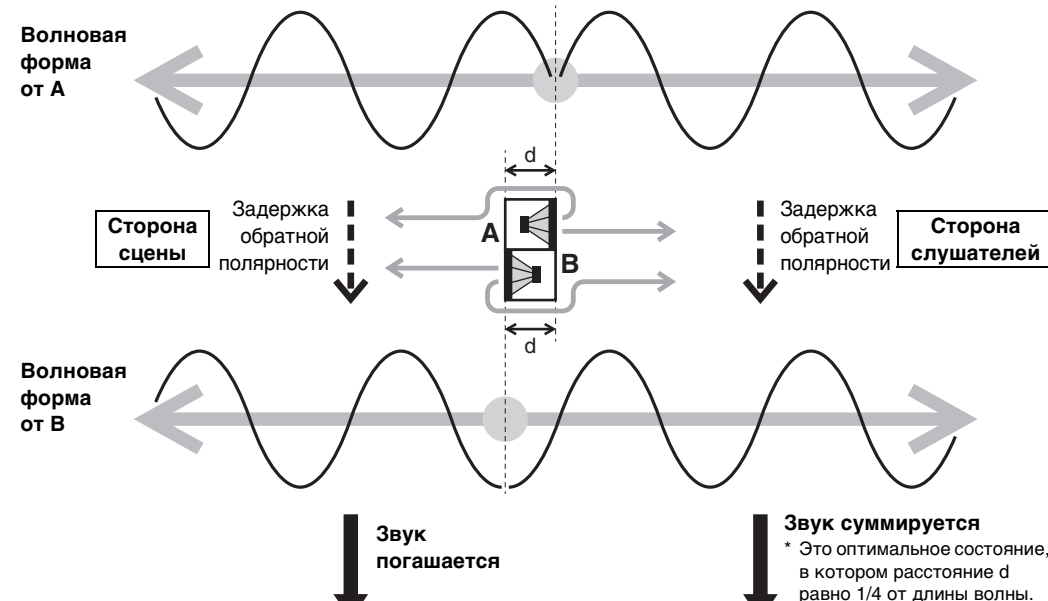 Волновая
форма
от A
d
Сторона
сцены
Задержка
обратной
полярности
A
B
Задержка
обратной
полярности
Сторона
слушателей
d
Волновая
форма
от B
Звук
погашается
Звук суммируется
* Это оптимальное состояние,
в котором расстояние d
равно 1/4 от длины волны.